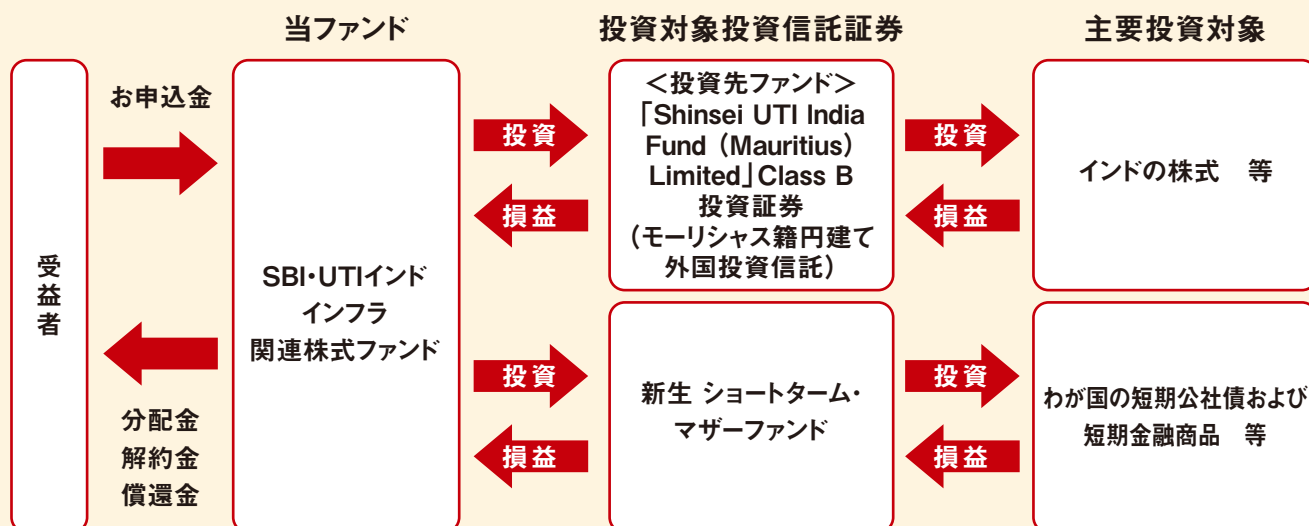 当ファンド
投資対象投資信託証券
主要投資対象
受益者
お申込金
分配金
解約金
償還金
SBI・UTIインド
インフラ
関連株式ファンド
投資
損益
<投資先ファンド>
「Shinsei UTI India
Fund (Mauritius)
Limited」Class B
投資証券
(モーリシャス籍円建て
外国投資信託)
投資
損益
インドの株式　等
投資
損益
新生 ショートターム・
マザーファンド
投資
損益
わが国の短期公社債および
短期金融商品　等